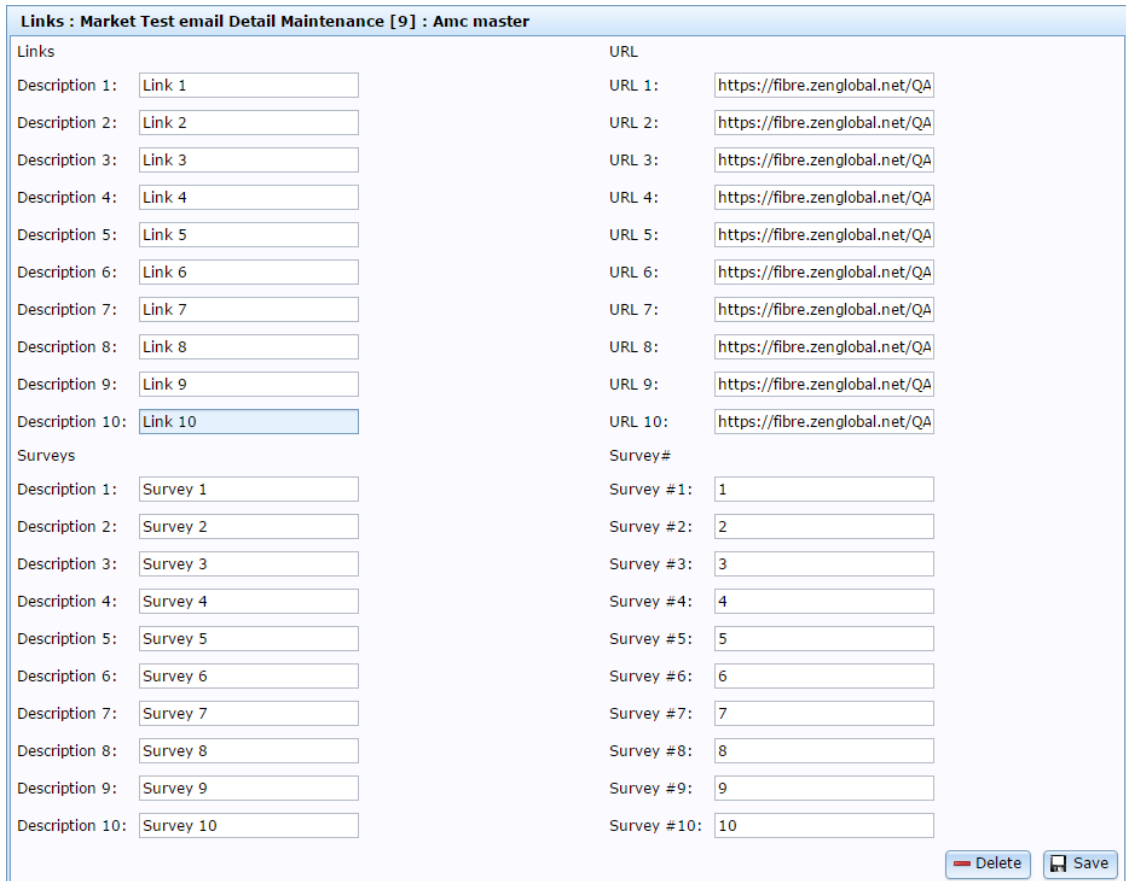 Links : Market Test email Detail Maintenance [9] : Amc master
Links URL
Description 1: Link 1 URL 1: https://fibre.zenglobal.net/QA
Description 2: Link 2 URL 2: https://fibre.zenglobal.net/QA
Description 3: Link 3 URL 3: https://fibre.zenglobal.net/QA
Description 4: Link 4 URL 4: https://fibre.zenglobal.net/QA
Description 5: Link 5 URL 5: https://fibre.zenglobal.net/QA
Description 6: Link 6 URL 6: https://fibre.zenglobal.net/QA
Description 7: Link 7 URL 7: https://fibre.zenglobal.net/QA
Description 8: Link 8 URL 8: https://fibre.zenglobal.net/QA
Description 9: Link 9 URL 9: https://fibre.zenglobal.net/QA
Description 10: Link 10 URL 10: https://fibre.zenglobal.net/QA
Surveys Survey#
Description 1: Survey 1 Survey #1: 1
Description 2: Survey 2 Survey #2: 2
Description 3: Survey 3 Survey #3: 3
Description 4: Survey 4 Survey #4: 4
Description 5: Survey 5 Survey #5: 5
Description 6: Survey 6 Survey #6: 6
Description 7: Survey 7 Survey #7: 7
Description 8: Survey 8 Survey #8: 8
Description 9: Survey 9 Survey #9: 9
Description 10: Survey 10 Survey #10: 10
Delete Save